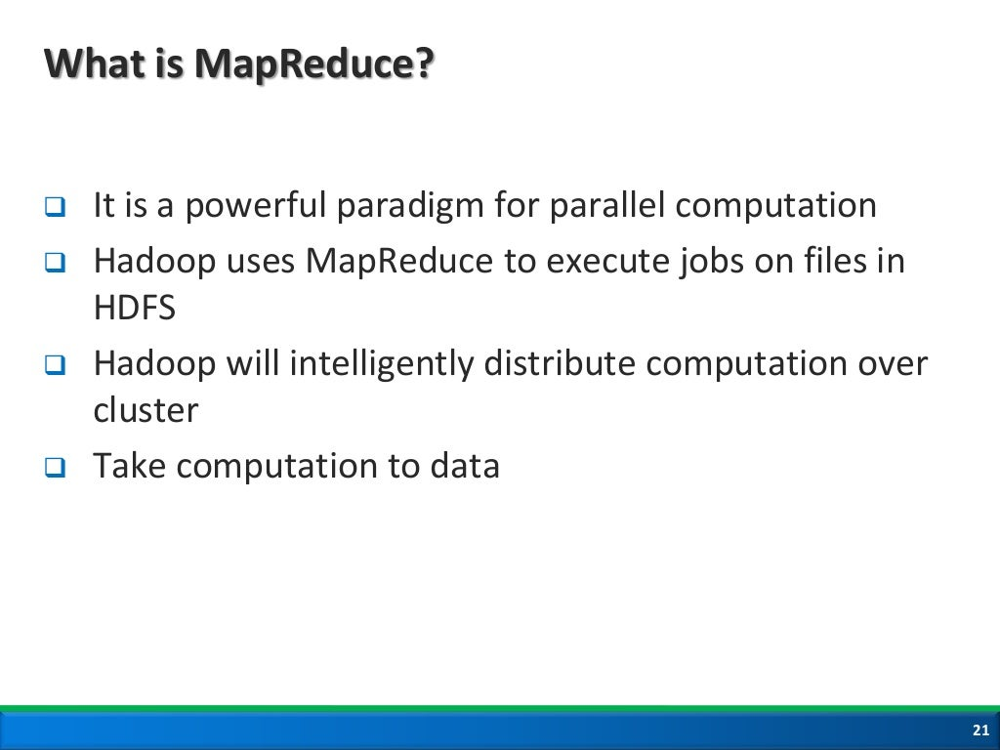 What is MapReduce?
It is a powerful paradigm for parallel computation
Hadoop uses MapReduce to execute jobs on files in
HDFS
Hadoop will intelligently distribute computation over
cluster
Take computation to data
21